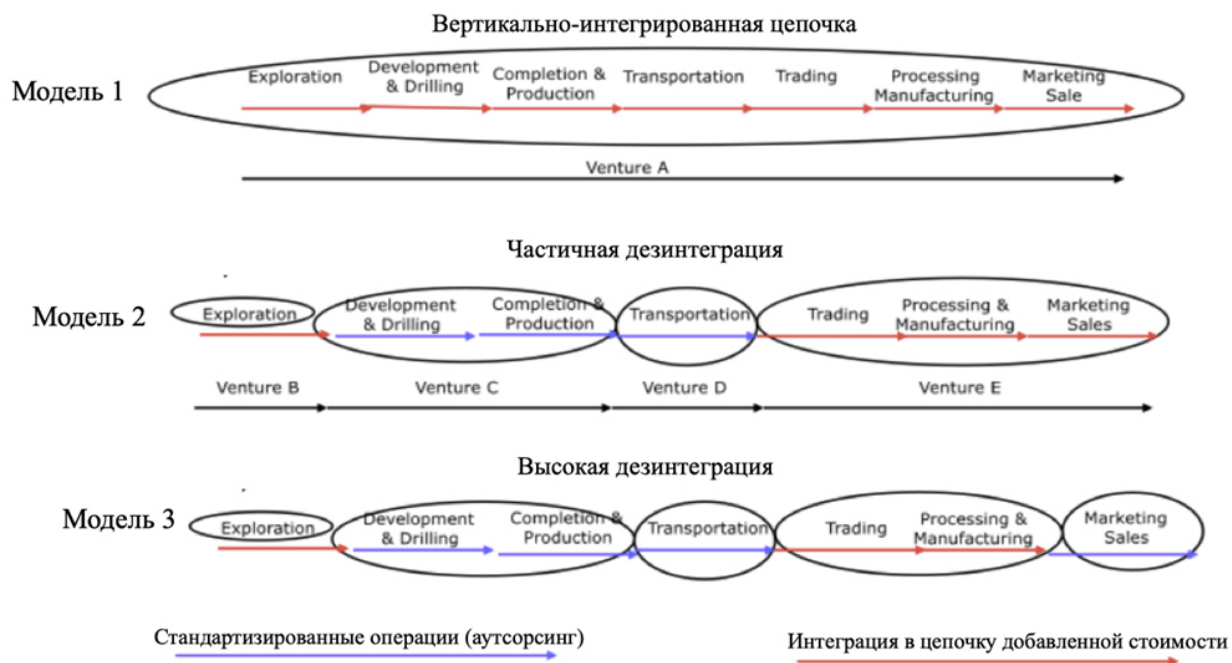 Вертикально-интегрированная цепочка
Модель 1
Exploration
Development
& Drilling
Completion &
Production
Transportation
Trading
Processing
Manufacturing
Marketing
Sale
Venture A
Частичная дезинтеграция
Модель 2
Exploration
Development
& Drilling
Completion &
Production
Transportation
Trading
Processing &
Manufacturing
Marketing
Sales
Venture B
Venture C
Venture D
Venture E
Высокая дезинтеграция
Модель 3
Exploration
Development
& Drilling
Completion &
Production
Transportation
Trading
Processing &
Manufacturing
Marketing
Sales
Стандартизированные операции (аутсорсинг)
Интеграция в цепочку добавленной стоимости